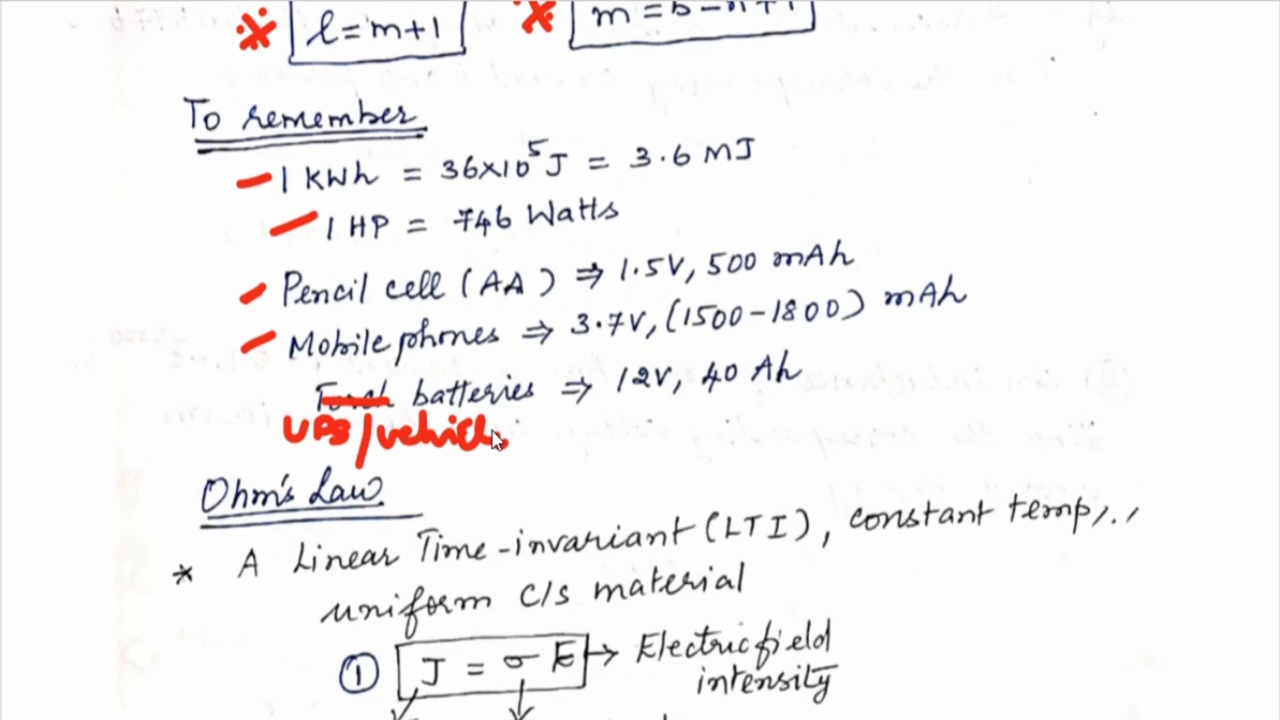 l = m+1
m = b-n+1
To remember
1 KWh = 36×10⁵ J = 3.6 MJ
1 HP = 746 Watts
Pencil cell (AA) ⇒ 1.5V, 500 mAh
Mobile phones ⇒ 3.7V, (1500-1800) mAh
Torch batteries ⇒ 12V, 40 Ah
UPS/vehicle
Ohm's Law
* A Linear Time-invariant (LTI), constant temp,.,
uniform C/s material
① J = σ E → Electric field
intensity